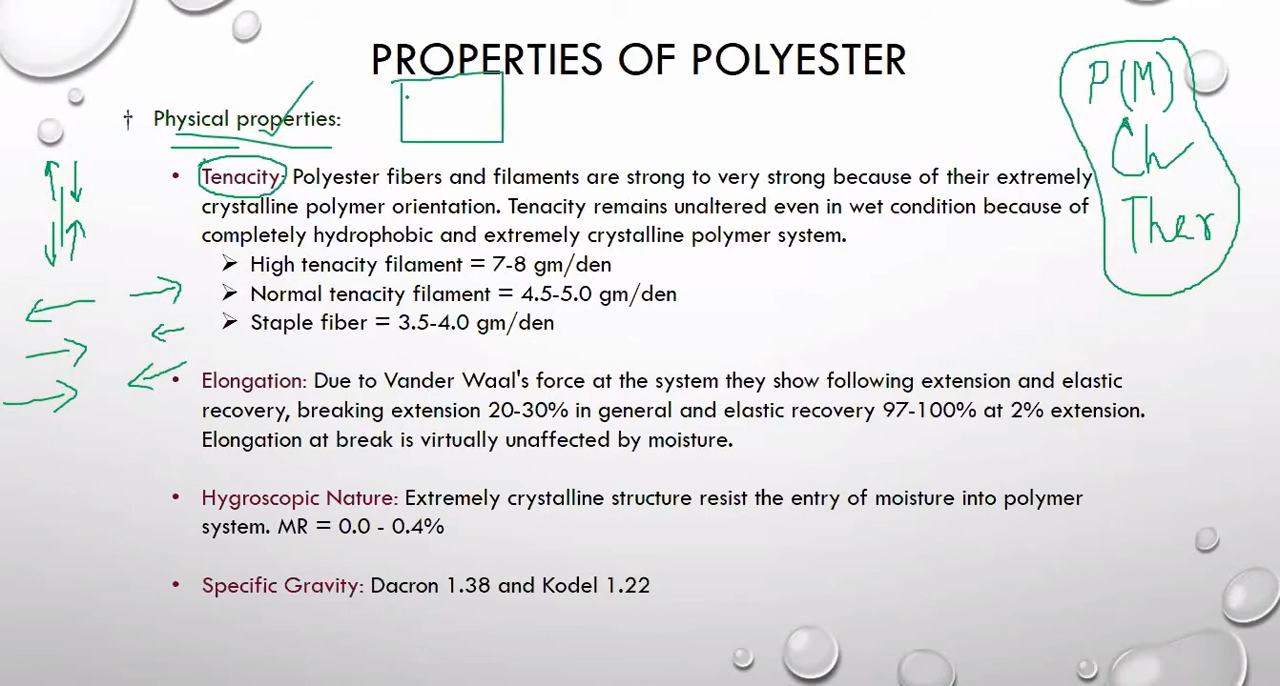 PROPERTIES OF POLYESTER
P(M)
Ch
Ther
† Physical properties:
• Tenacity: Polyester fibers and filaments are strong to very strong because of their extremely
crystalline polymer orientation. Tenacity remains unaltered even in wet condition because of
completely hydrophobic and extremely crystalline polymer system.
➢ High tenacity filament = 7-8 gm/den
➢ Normal tenacity filament = 4.5-5.0 gm/den
➢ Staple fiber = 3.5-4.0 gm/den
• Elongation: Due to Vander Waal's force at the system they show following extension and elastic
recovery, breaking extension 20-30% in general and elastic recovery 97-100% at 2% extension.
Elongation at break is virtually unaffected by moisture.
• Hygroscopic Nature: Extremely crystalline structure resist the entry of moisture into polymer
system. MR = 0.0 - 0.4%
• Specific Gravity: Dacron 1.38 and Kodel 1.22